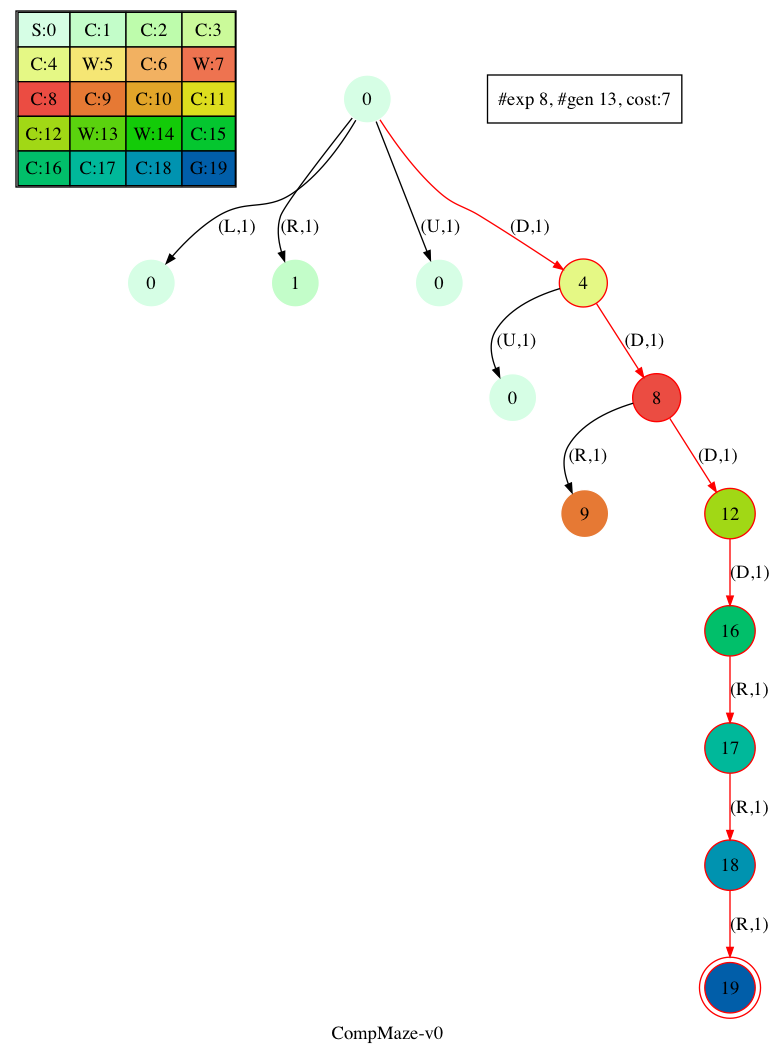 S:0 C:1 C:2 C:3
C:4 W:5 C:6 W:7
C:8 C:9 C:10 C:11
C:12 W:13 W:14 C:15
C:16 C:17 C:18 G:19
0
#exp 8, #gen 13, cost:7
(L,1) (R,1) (U,1) (D,1)
0 1 0 4
(U,1) (D,1)
0 8
(R,1) (D,1)
9 12
(D,1)
16
(R,1)
17
(R,1)
18
(R,1)
19
CompMaze-v0